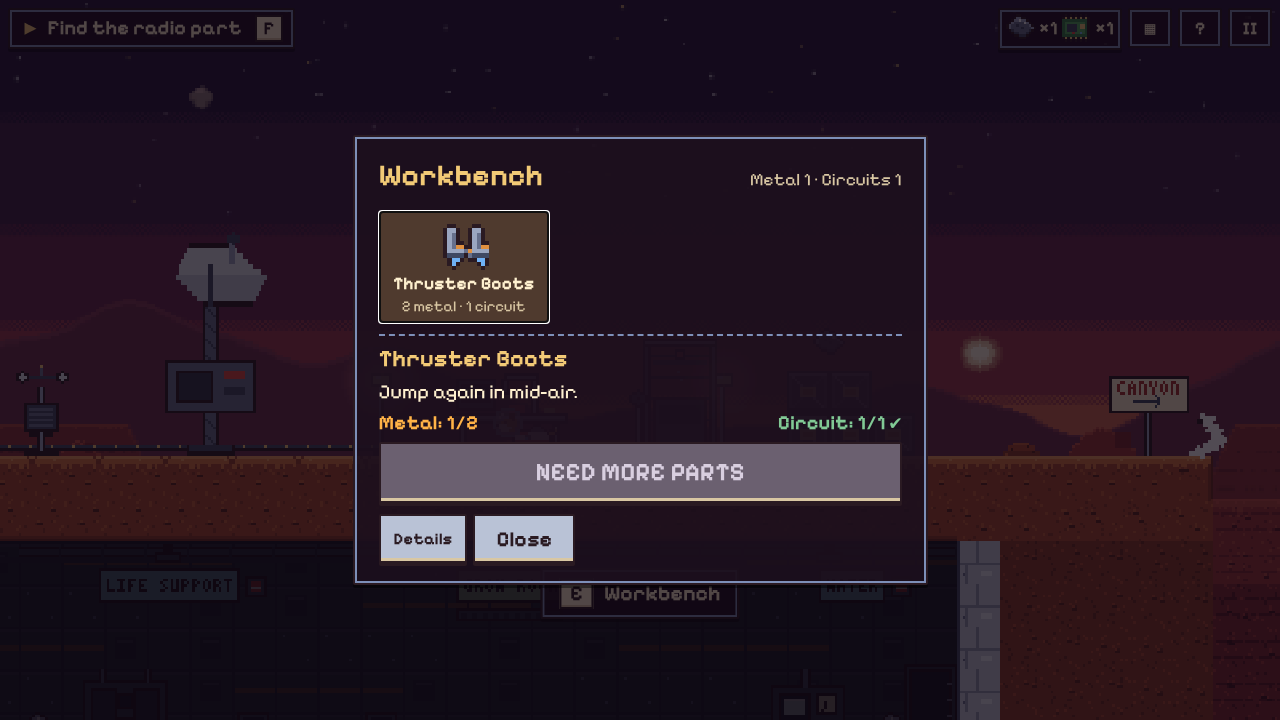 ► Find the radio part F
×1 ×1 ? II
Workbench
Metal 1 · Circuits 1
Thruster Boots
2 metal · 1 circuit
Thruster Boots
Jump again in mid-air.
Metal: 1/2
Circuit: 1/1 ✓
NEED MORE PARTS
Details
Close
CANYON
LIFE SUPPORT
E Workbench